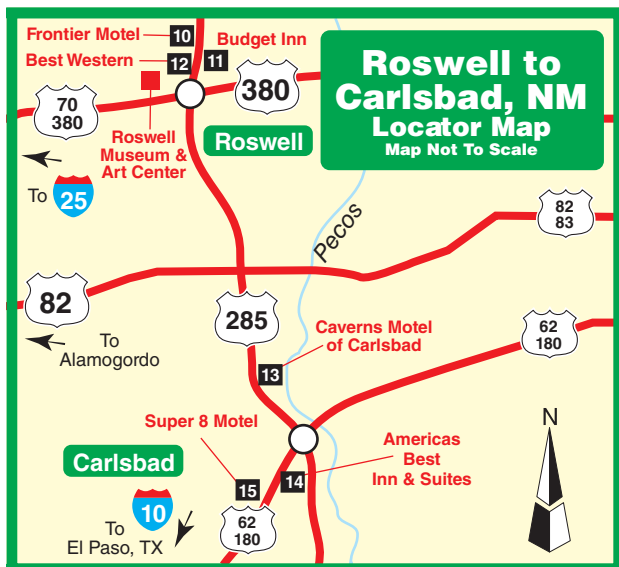 Frontier Motel
10
Budget Inn
Best Western
12
11
380
Roswell to
Carlsbad, NM
Locator Map
Map Not To Scale
70
380
Roswell
Museum &
Art Center
Roswell
To
25
Pecos
82
83
82
285
62
180
To
Alamogordo
Caverns Motel
of Carlsbad
13
Super 8 Motel
Americas
Best
Inn & Suites
N
Carlsbad
15
14
10
62
180
To
El Paso, TX